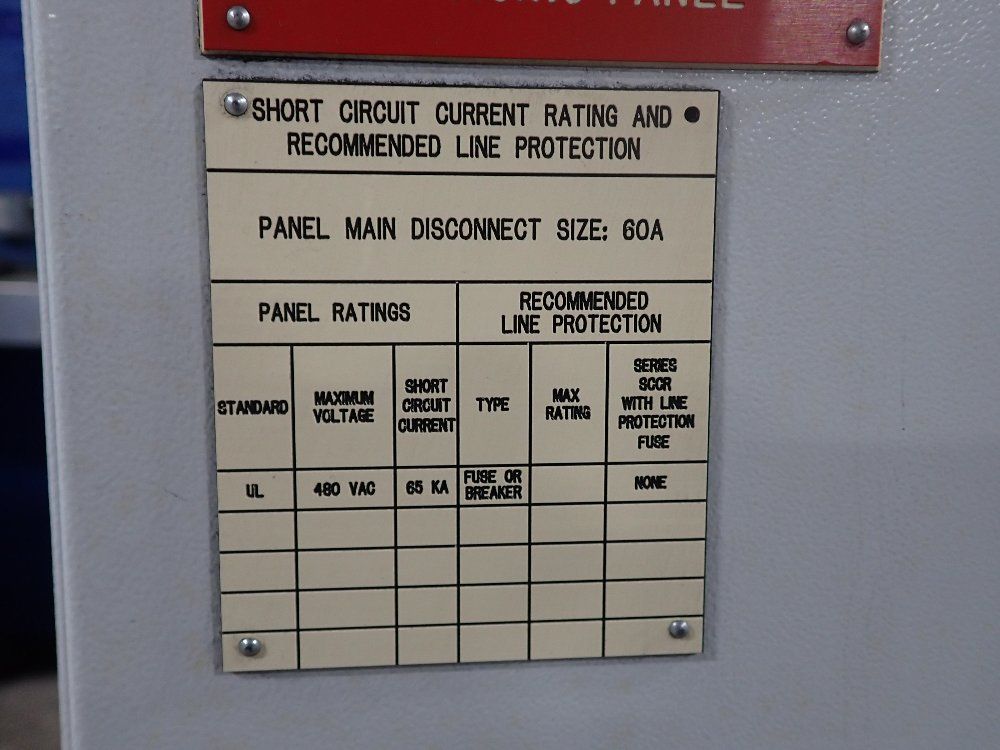 PANEL
SHORT CIRCUIT CURRENT RATING AND
RECOMMENDED LINE PROTECTION
PANEL MAIN DISCONNECT SIZE: 60A
PANEL RATINGS
RECOMMENDED
LINE PROTECTION
STANDARD
MAXIMUM
VOLTAGE
SHORT
CIRCUIT
CURRENT
TYPE
MAX
RATING
SERIES
SCCR
WITH LINE
PROTECTION
FUSE
UL
480 VAC
65 KA
FUSE OR
BREAKER
NONE